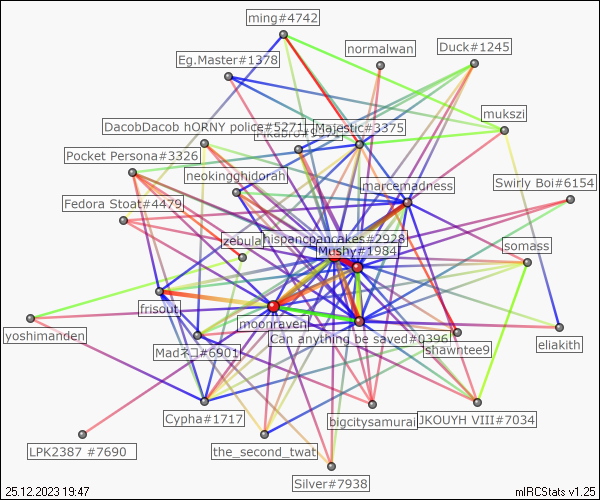 ming#4742
normalwan
Duck#1245
Eg.Master#1378
mukszi
DacobDacob hORNY police#5271
Majestic#3375
Pocket Persona#3326
neokingghidorah
marcemadness
Swirly Boi#6154
Fedora Stoat#4479
zebula
hispancpancakes#2928
Mushy#1984
somass
frisout
moonraven
yoshimanden
Can anything be saved#0396
eliakith
Madネコ#6901
shawntee9
Cypha#1717
bigcitysamurai
JKOUYH VIII#7034
LPK2387 #7690
the_second_twat
Silver#7938
25.12.2023 19:47
mIRCStats v1.25